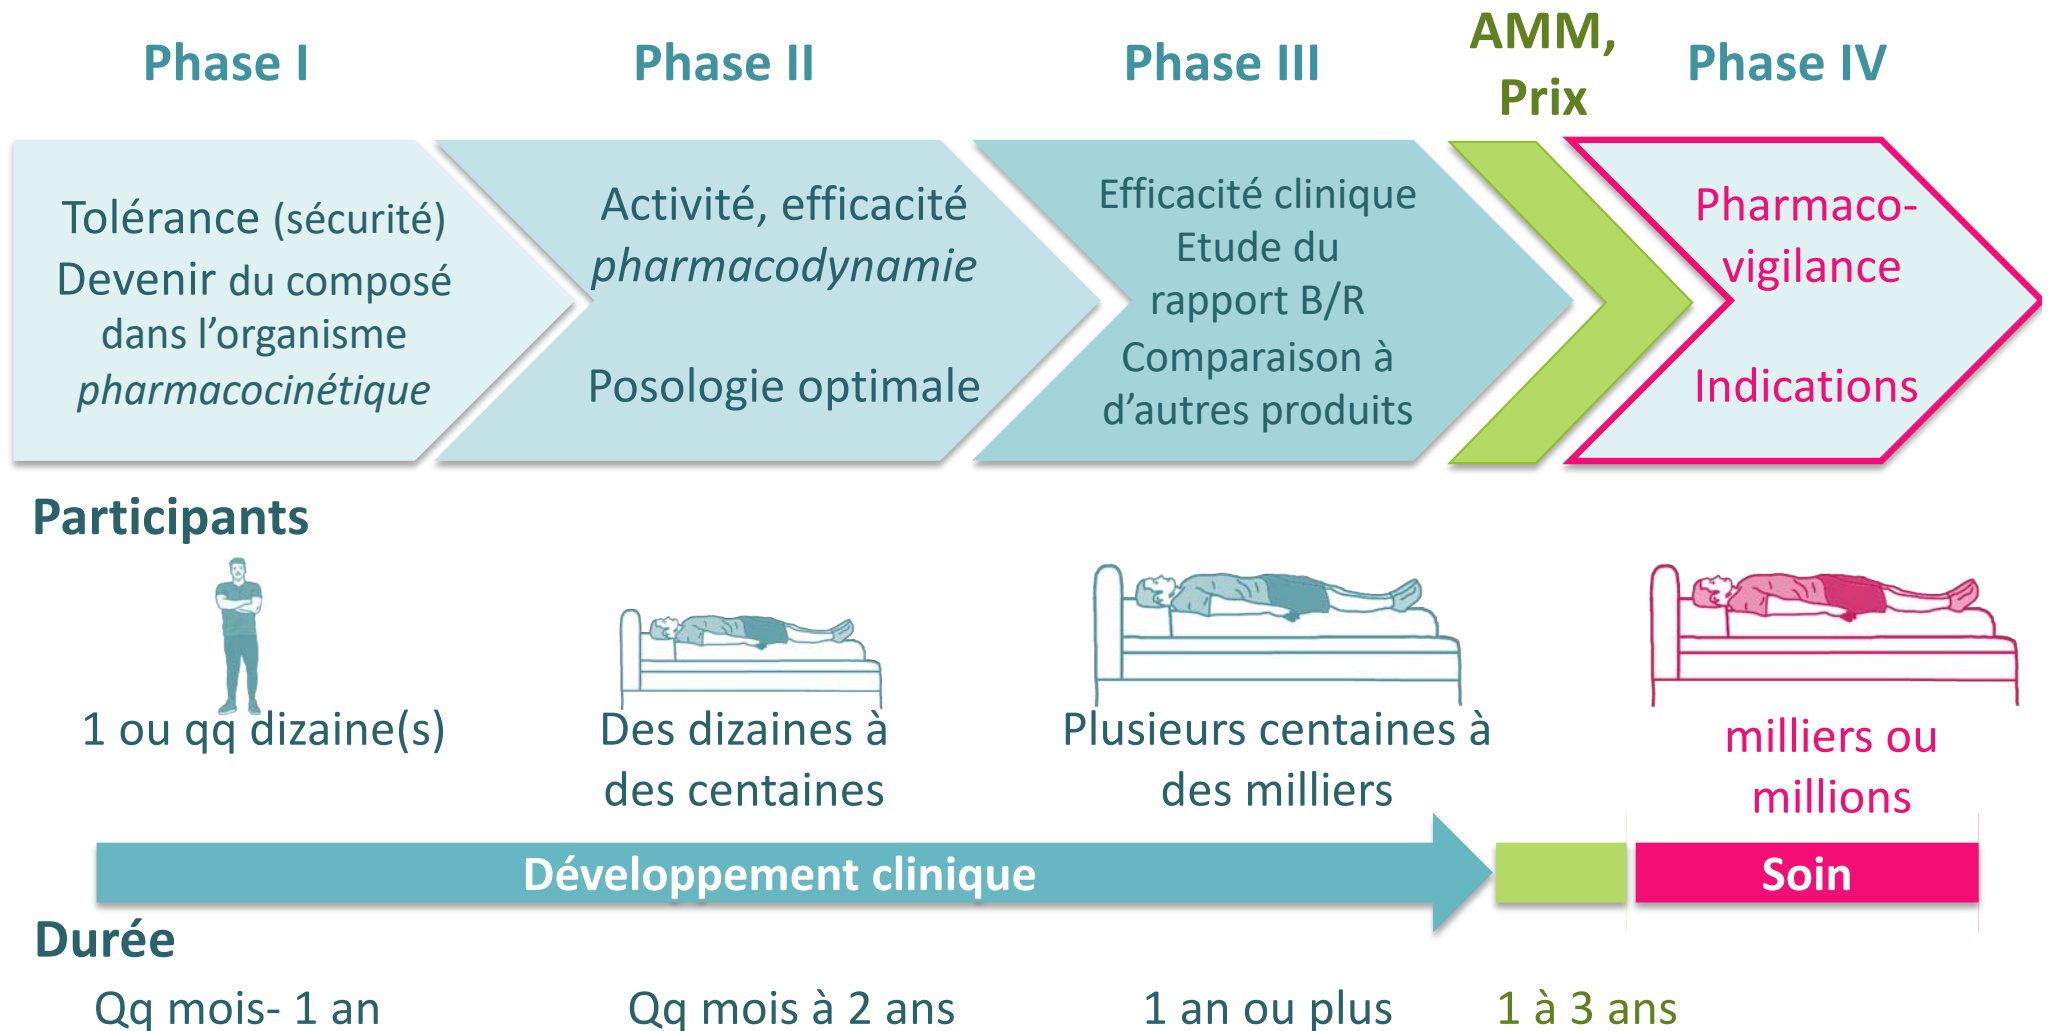 Phase I
Phase II
Phase III
AMM,
Prix
Phase IV
Tolérance (sécurité)
Devenir du composé
dans l’organisme
pharmacocinétique
Activité, efficacité
pharmacodynamie
Posologie optimale
Efficacité clinique
Etude du
rapport B/R
Comparaison à
d’autres produits
Pharmaco-
vigilance
Indications
Participants
1 ou qq dizaine(s)
Des dizaines à
des centaines
Plusieurs centaines à
des milliers
milliers ou
millions
Développement clinique
Soin
Durée
Qq mois- 1 an
Qq mois à 2 ans
1 an ou plus
1 à 3 ans